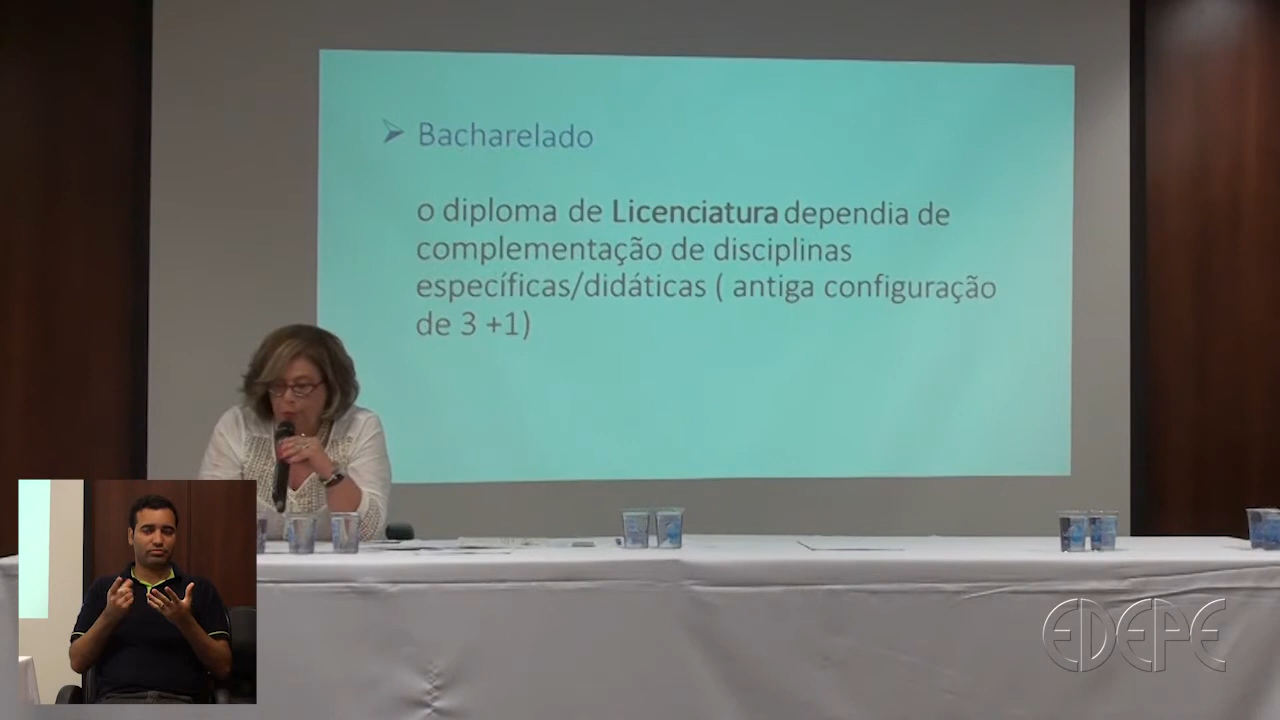 Bacharelado
o diploma de Licenciatura dependia de
complementação de disciplinas
específicas/didáticas ( antiga configuração
de 3 +1)
EDEPE